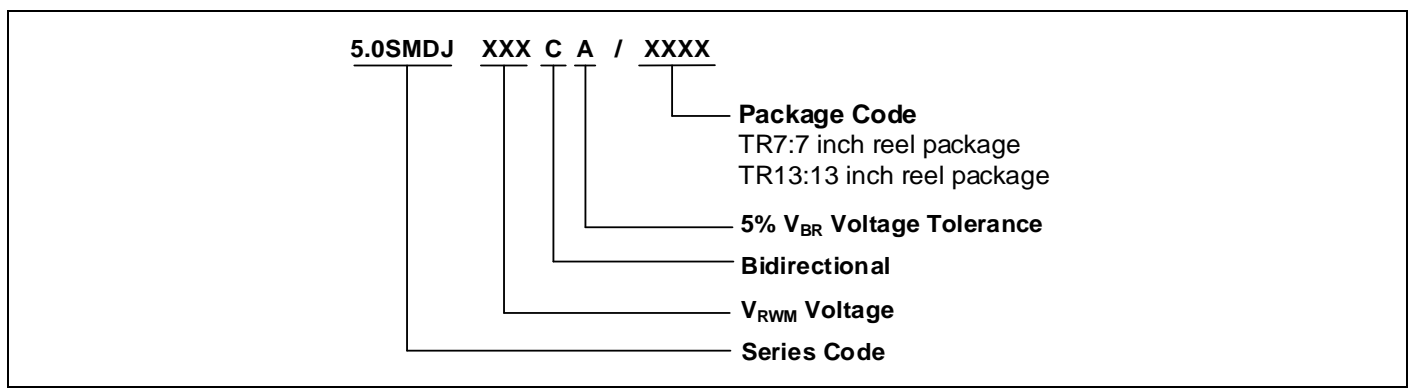 5.0SMDJ XXX C A / XXXX
Package Code
TR7:7 inch reel package
TR13:13 inch reel package
5% VBR Voltage Tolerance
Bidirectional
VRWM Voltage
Series Code